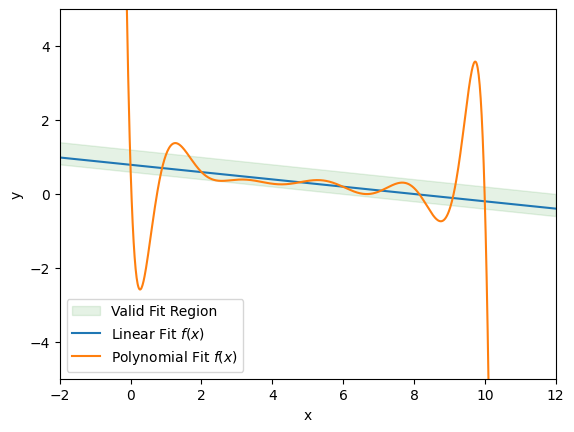 4
2
0
−2
−4
y
Valid Fit Region
Linear Fit f(x)
Polynomial Fit f(x)
−2 0 2 4 6 8 10 12
x